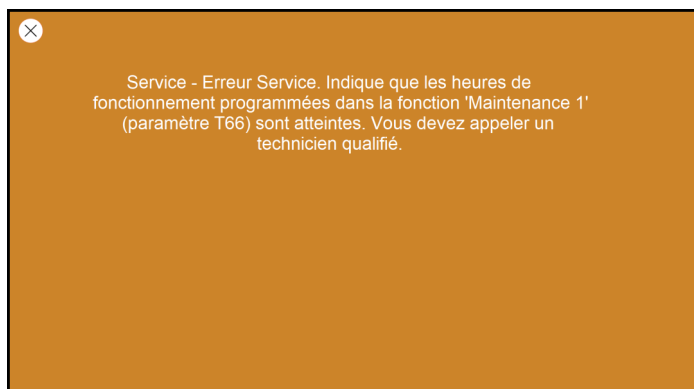 Service - Erreur Service. Indique que les heures de
fonctionnement programmées dans la fonction 'Maintenance 1'
(paramètre T66) sont atteintes. Vous devez appeler un
technicien qualifié.